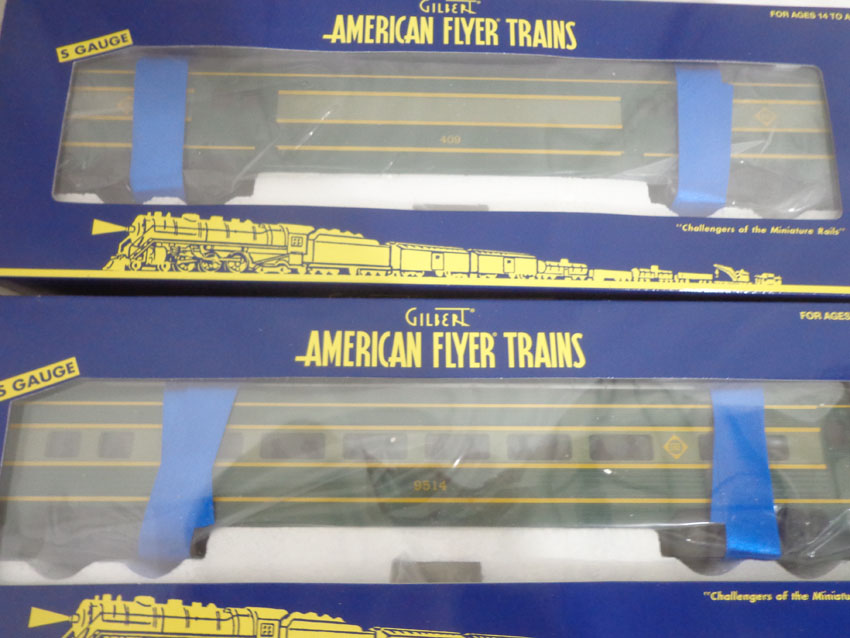 GILBERT
AMERICAN FLYER TRAINS
FOR AGES 14 TO A
S GAUGE
409
"Challengers of the Miniature Rails"
GILBERT
AMERICAN FLYER TRAINS
FOR AGES
S GAUGE
9514
"Challengers of the Miniatu